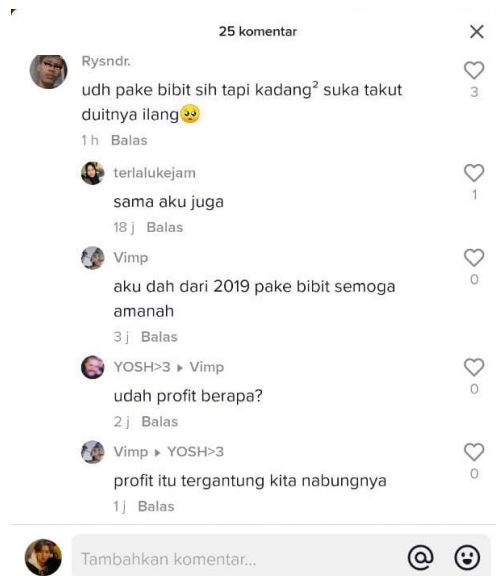 25 komentar
Rysndr.
udh pake bibit sih tapi kadang² suka takut
duitnya ilang🥺
3
1 h Balas
terlalukejam
sama aku juga
1
18 j Balas
Vimp
aku dah dari 2019 pake bibit semoga
amanah
0
3 j Balas
YOSH>3 ▸ Vimp
udah profit berapa?
0
2 j Balas
Vimp ▸ YOSH>3
profit itu tergantung kita nabungnya
0
1 j Balas
Tambahkan komentar...